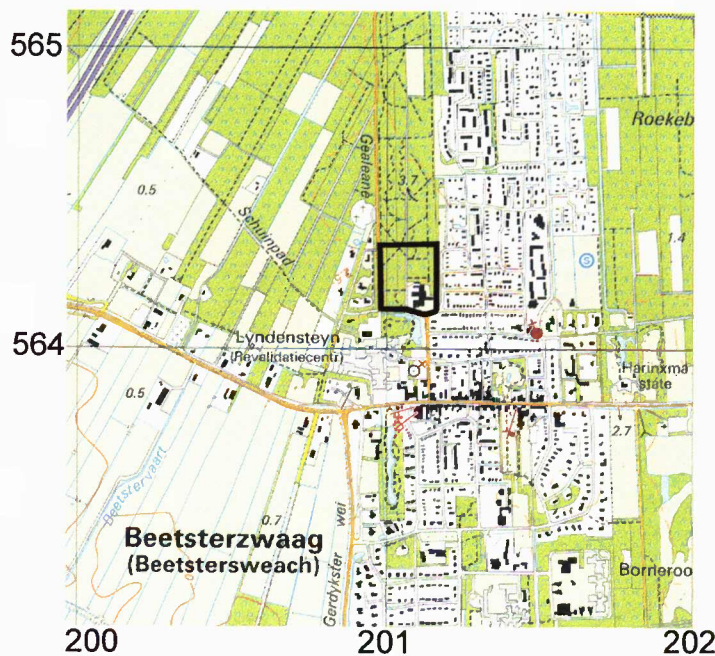 565
Roekeb
Gealeane
3.7
0.5
Schuinpad
1.4
S
564
Lyndensteyn
(Revalidatiecentr)
Harinxma
state
0.5
2.7
Beetstervaart
0.7
Beetsterzwaag
(Beetstersweach)
Gerdykster wei
Borneroo
200
201
202